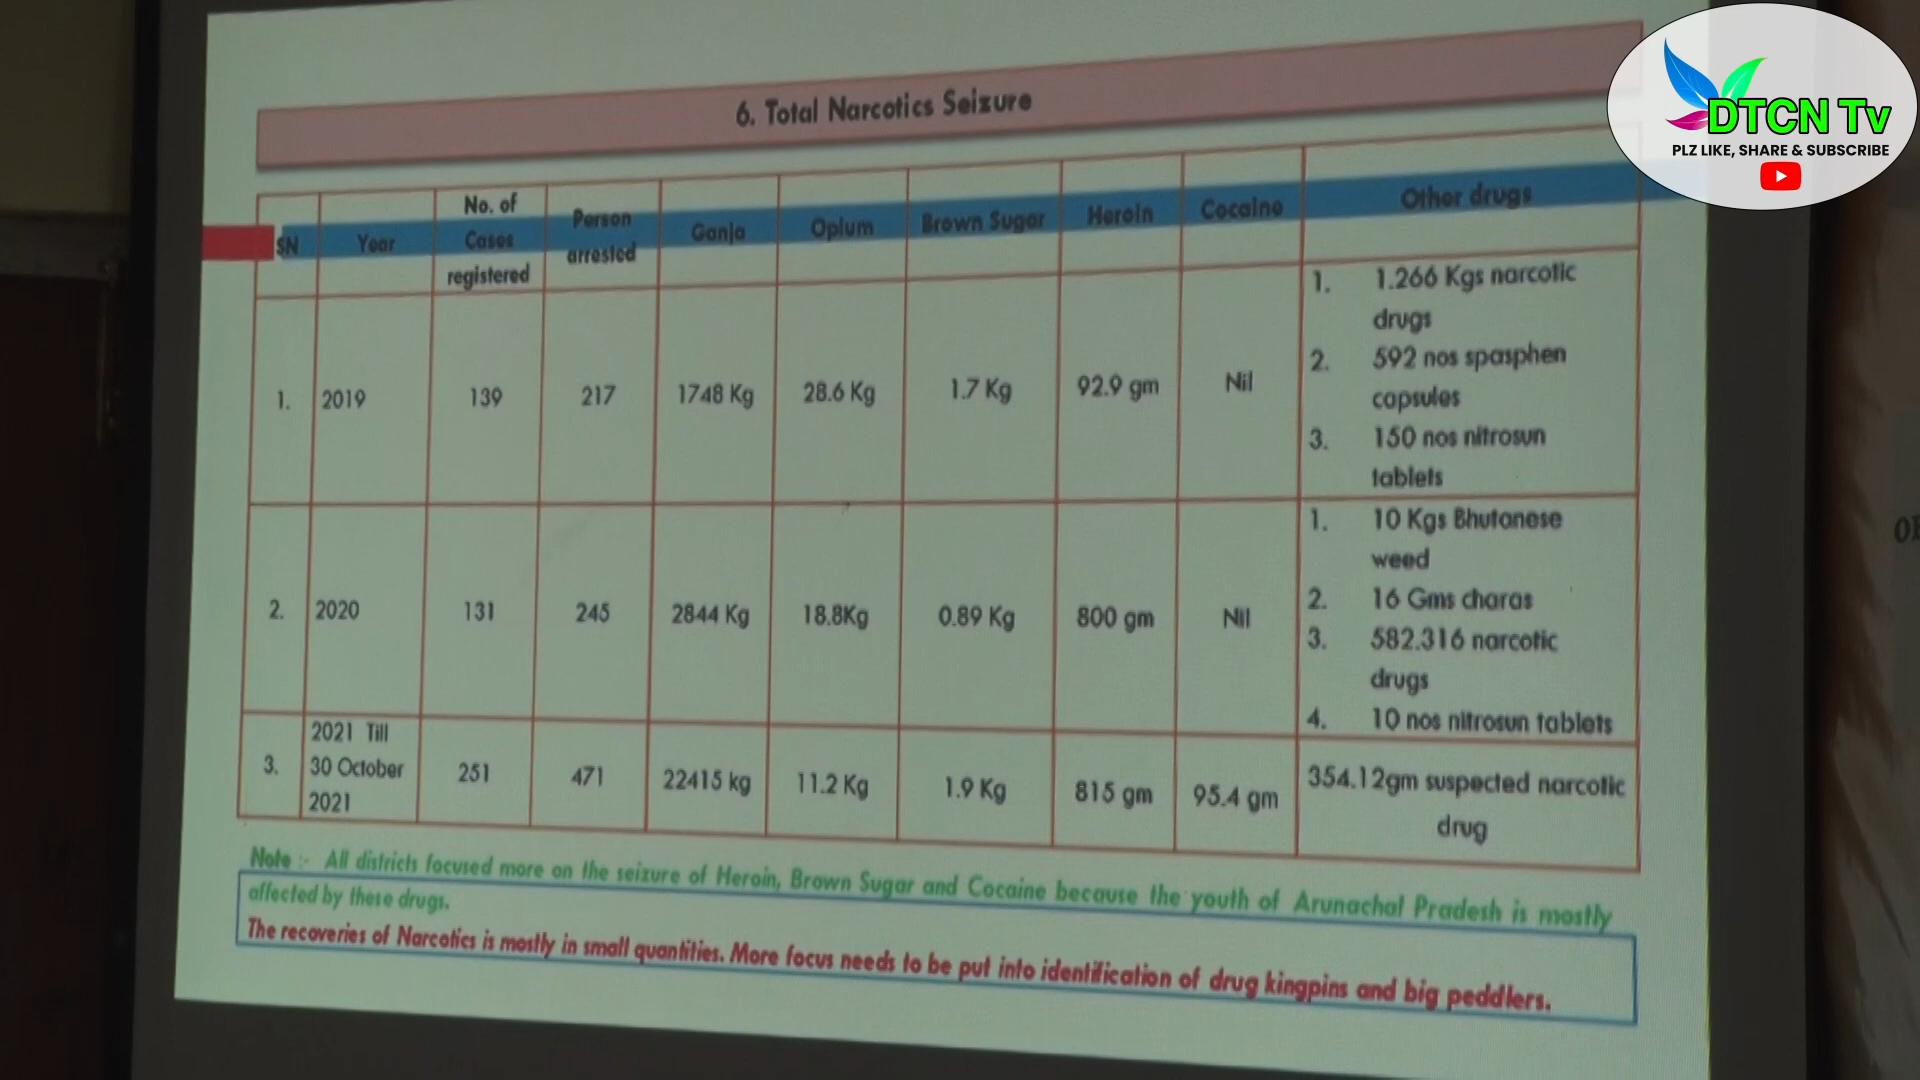 DTCN Tv
PLZ LIKE, SHARE & SUBSCRIBE
6. Total Narcotics Seizure
SN
Year
No. of
Cases
registered
Person
arrested
Ganja
Opium
Brown Sugar
Heroin
Cocaine
Other drugs
1.
2019
139
217
1748 Kg
28.6 Kg
1.7 Kg
92.9 gm
Nil
1. 1.266 Kgs narcotic
drugs
2. 592 nos spasphen
capsules
3. 150 nos nitrosun
tablets
2.
2020
131
245
2844 Kg
18.8Kg
0.89 Kg
800 gm
Nil
1. 10 Kgs Bhutanese
weed
2. 16 Gms charas
3. 582.316 narcotic
drugs
4. 10 nos nitrosun tablets
3.
2021 Till
30 October
2021
251
471
22415 kg
11.2 Kg
1.9 Kg
815 gm
95.4 gm
354.12gm suspected narcotic
drug
Note :- All districts focused more on the seizure of Heroin, Brown Sugar and Cocaine because the youth of Arunachal Pradesh is mostly
affected by these drugs.
The recoveries of Narcotics is mostly in small quantities. More focus needs to be put into identification of drug kingpins and big peddlers.